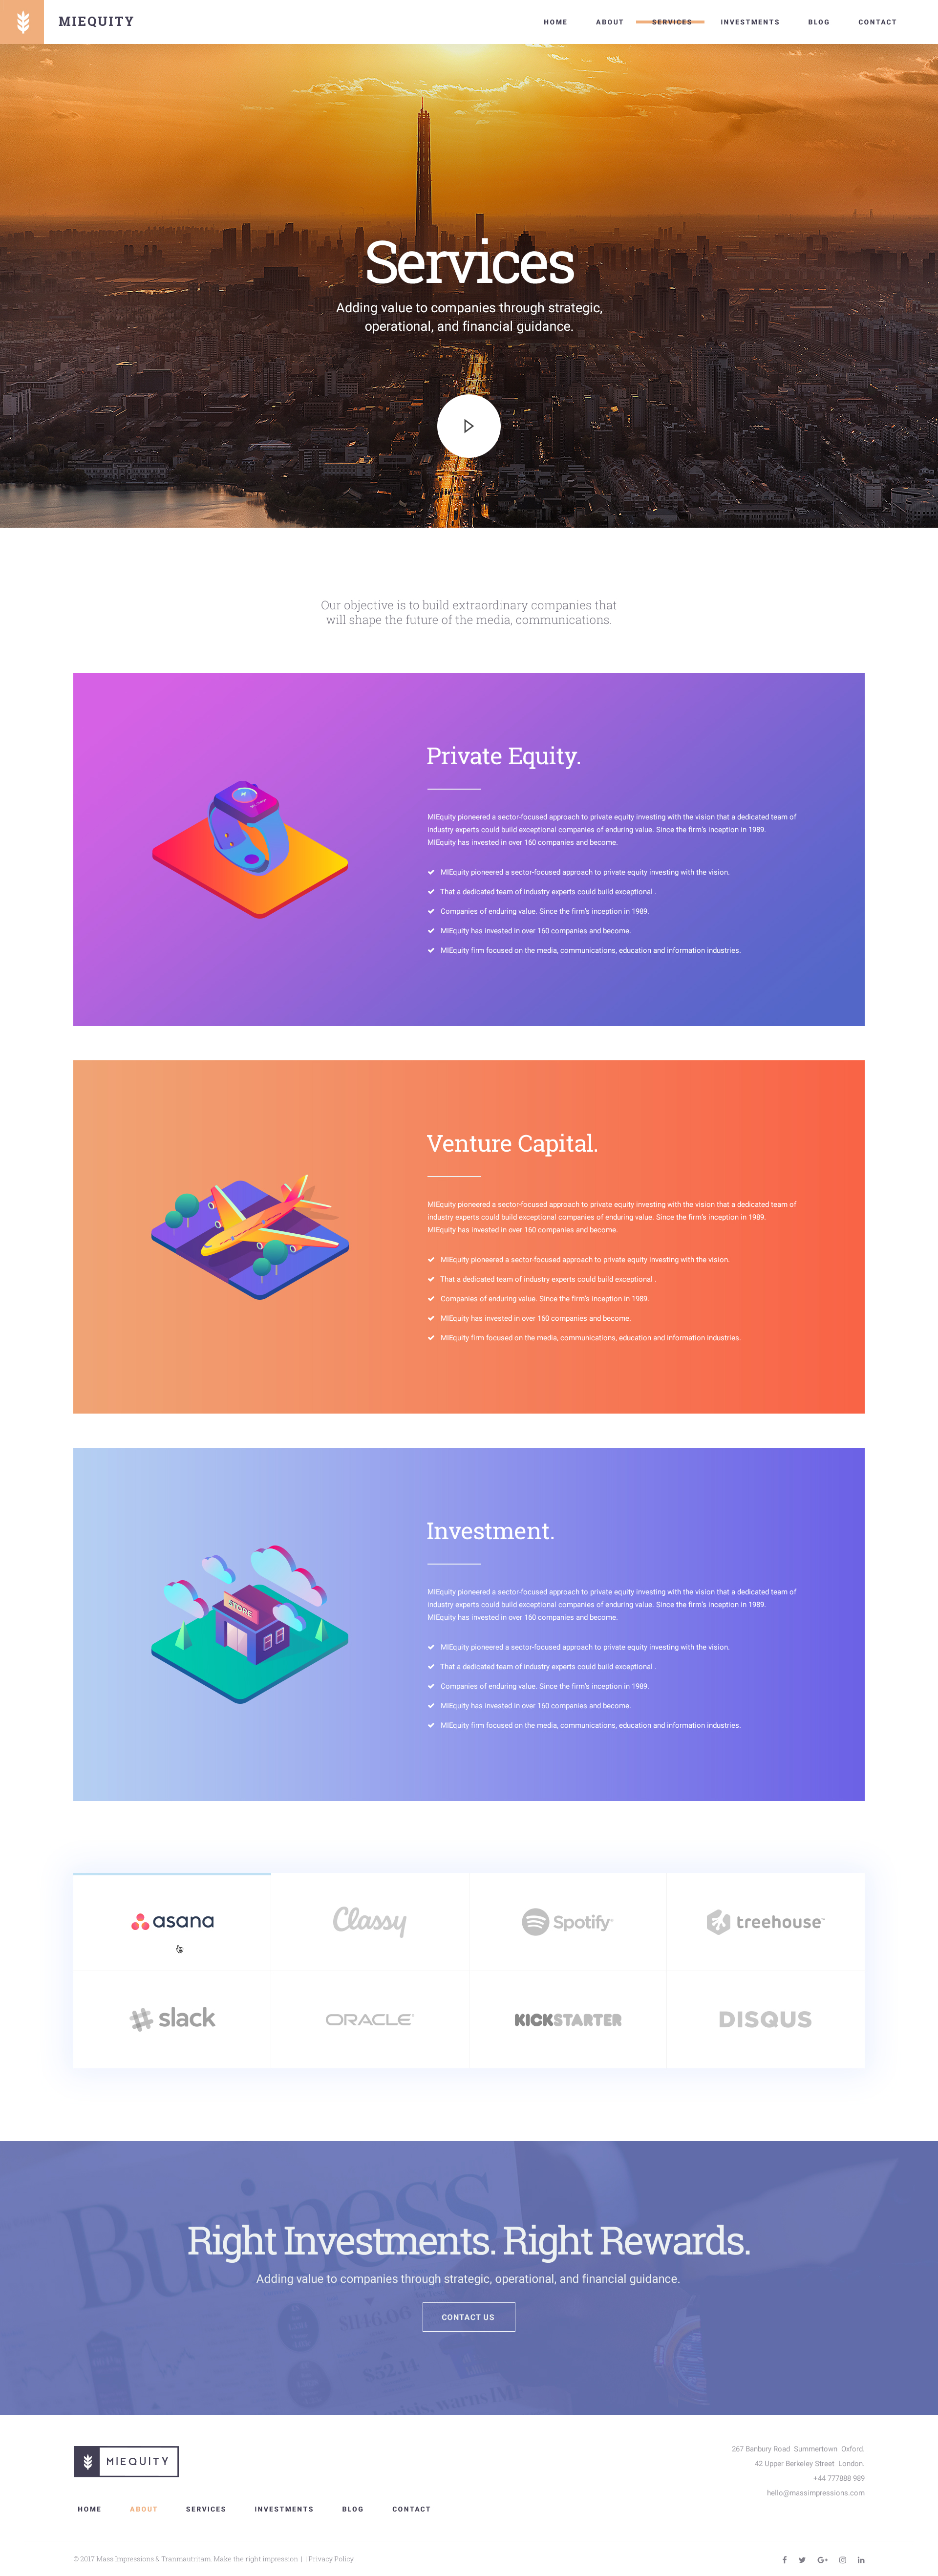 MIEQUITY
HOME ABOUT SERVICES INVESTMENTS BLOG CONTACT
Services
Adding value to companies through strategic,
operational, and financial guidance.
Our objective is to build extraordinary companies that
will shape the future of the media, communications.
Private Equity.
MIEquity pioneered a sector-focused approach to private equity investing with the vision that a dedicated team of
industry experts could build exceptional companies of enduring value. Since the firm's inception in 1989.
MIEquity has invested in over 160 companies and become.
MIEquity pioneered a sector-focused approach to private equity investing with the vision.
That a dedicated team of industry experts could build exceptional .
Companies of enduring value. Since the firm's inception in 1989.
MIEquity has invested in over 160 companies and become.
MIEquity firm focused on the media, communications, education and information industries.
Venture Capital.
MIEquity pioneered a sector-focused approach to private equity investing with the vision that a dedicated team of
industry experts could build exceptional companies of enduring value. Since the firm's inception in 1989.
MIEquity has invested in over 160 companies and become.
MIEquity pioneered a sector-focused approach to private equity investing with the vision.
That a dedicated team of industry experts could build exceptional .
Companies of enduring value. Since the firm's inception in 1989.
MIEquity has invested in over 160 companies and become.
MIEquity firm focused on the media, communications, education and information industries.
STORE
Investment.
MIEquity pioneered a sector-focused approach to private equity investing with the vision that a dedicated team of
industry experts could build exceptional companies of enduring value. Since the firm's inception in 1989.
MIEquity has invested in over 160 companies and become.
MIEquity pioneered a sector-focused approach to private equity investing with the vision.
That a dedicated team of industry experts could build exceptional .
Companies of enduring value. Since the firm's inception in 1989.
MIEquity has invested in over 160 companies and become.
MIEquity firm focused on the media, communications, education and information industries.
asana Classy Spotify treehouse
slack ORACLE KICKSTARTER DISQUS
Business
Right Investments. Right Rewards.
Adding value to companies through strategic, operational, and financial guidance.
CONTACT US
MIEQUITY
267 Banbury Road Summertown Oxford.
42 Upper Berkeley Street London.
+44 777888 989
hello@massimpressions.com
HOME ABOUT SERVICES INVESTMENTS BLOG CONTACT
© 2017 Mass Impressions & Tranmautritam. Make the right impression. | | Privacy Policy